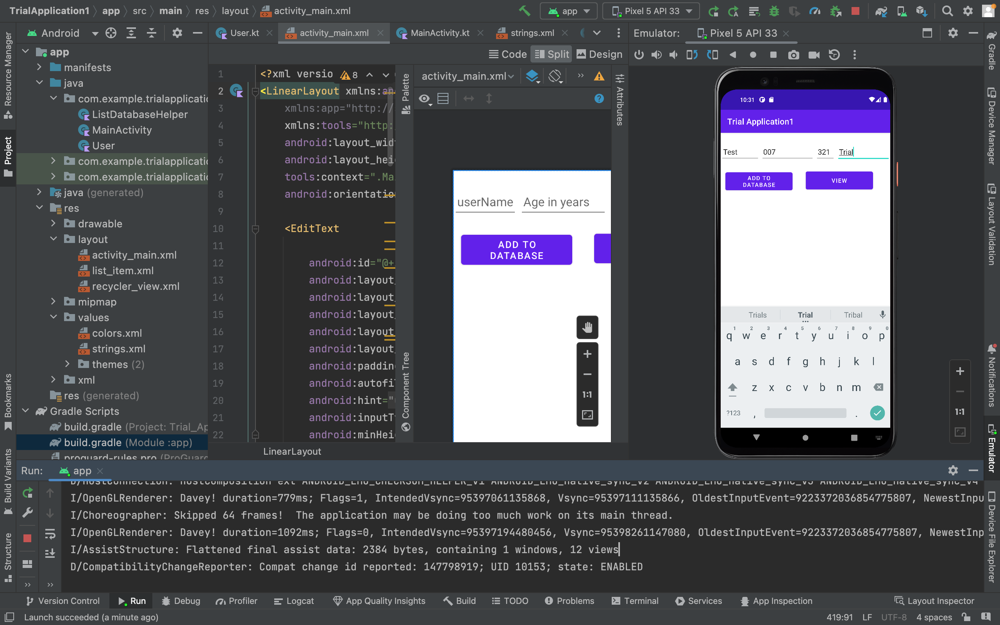 TrialApplication1 app src main res layout activity_main.xml
app Pixel 5 API 33
Android
User.kt activity_main.xml MainActivity.kt strings.xml
Emulator: Pixel 5 API 33
Code Split Design
Resource Manager
Project
Bookmarks
Build Variants
Structure
app
manifests
java
com.example.trialapplicatio
ListDatabaseHelper
MainActivity
User
com.example.trialapplicatio
com.example.trialapplicatio
java (generated)
res
drawable
layout
activity_main.xml
list_item.xml
recycler_view.xml
mipmap
values
colors.xml
strings.xml
themes (2)
xml
res (generated)
Gradle Scripts
build.gradle (Project: Trial_Ap
build.gradle (Module :app)
proguard-rules.pro (ProGuard
1 <?xml versio 8
2 <LinearLayout xmlns:an
3 xmlns:app="http://
4 xmlns:tools="http:
5 android:layout_widt
6 android:layout_hei
7 tools:context=".Ma
8 android:orientatio
9
10 <EditText
11
12 android:id="@+
13 android:layout_
14 android:layout_
15 android:layout_
16 android:layout_
17 android:layout_
18 android:padding
19 android:autofi
20 android:hint="
21 android:inputT
22 android:minHei
LinearLayout
Palette
Component Tree
activity_main.xml
userName Age in years
ADD TO
DATABASE
1:1
Attributes
10:31
Trial Application1
Test 007 321 Trial
ADD TO
DATABASE
VIEW
Trials Trial Tribal
1 2 3 4 5 6 7 8 9 0
q w e r t y u i o p
a s d f g h j k l
z x c v b n m
?123 , .
1:1
Gradle
Device Manager
Layout Validation
Notifications
Emulator
Device File Explorer
Run: app
D/HostConnection: HostComposition ext ANDROID_EMU_CHECKSUM_HELPER_v1 ANDROID_EMU_native_sync_v2 ANDROID_EMU_native_sync_v3 ANDROID_EMU_native_sync_v4
I/OpenGLRenderer: Davey! duration=779ms; Flags=1, IntendedVsync=95397061135868, Vsync=95397111135866, OldestInputEvent=9223372036854775807, NewestInpu
I/Choreographer: Skipped 64 frames!  The application may be doing too much work on its main thread.
I/OpenGLRenderer: Davey! duration=1092ms; Flags=0, IntendedVsync=95397194480456, Vsync=95398261147080, OldestInputEvent=9223372036854775807, NewestInp
I/AssistStructure: Flattened final assist data: 2384 bytes, containing 1 windows, 12 views
D/CompatibilityChangeReporter: Compat change id reported: 147798919; UID 10153; state: ENABLED
Version Control Run Debug Profiler Logcat App Quality Insights Build TODO Problems Terminal Services App Inspection Layout Inspector
Launch succeeded (a minute ago) 419:91 LF UTF-8 4 spaces